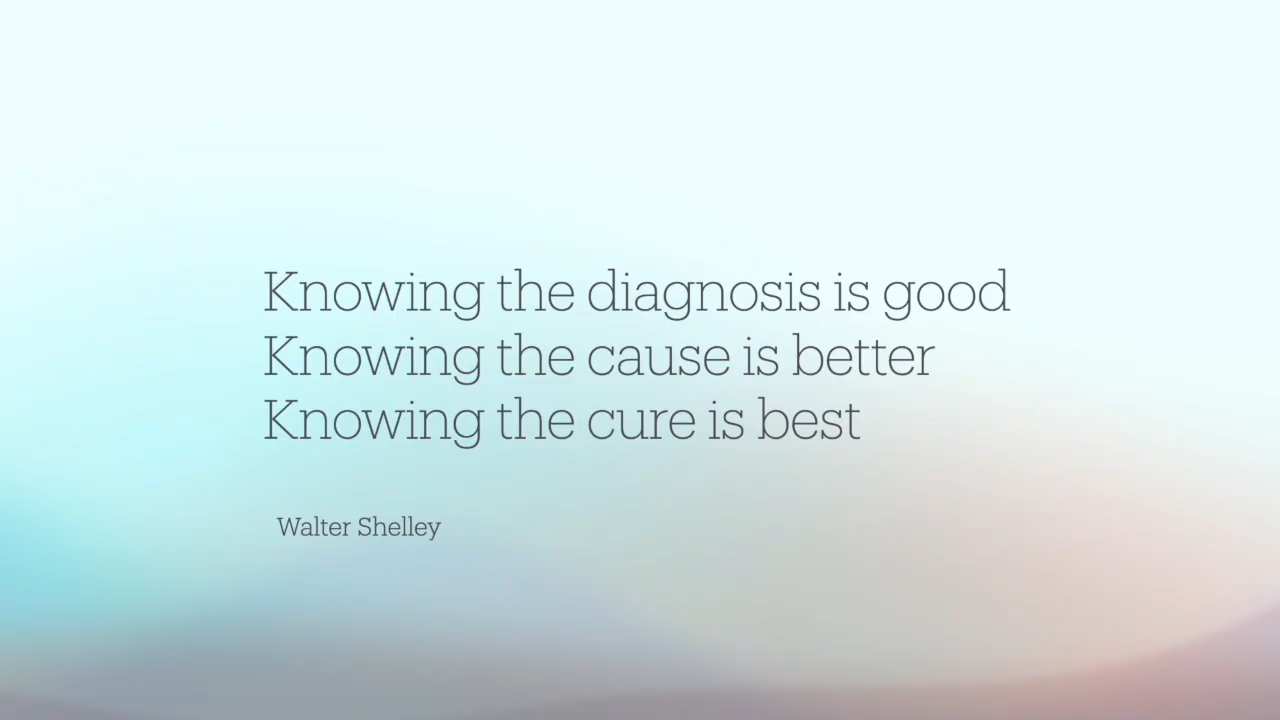 Knowing the diagnosis is good
Knowing the cause is better
Knowing the cure is best
Walter Shelley